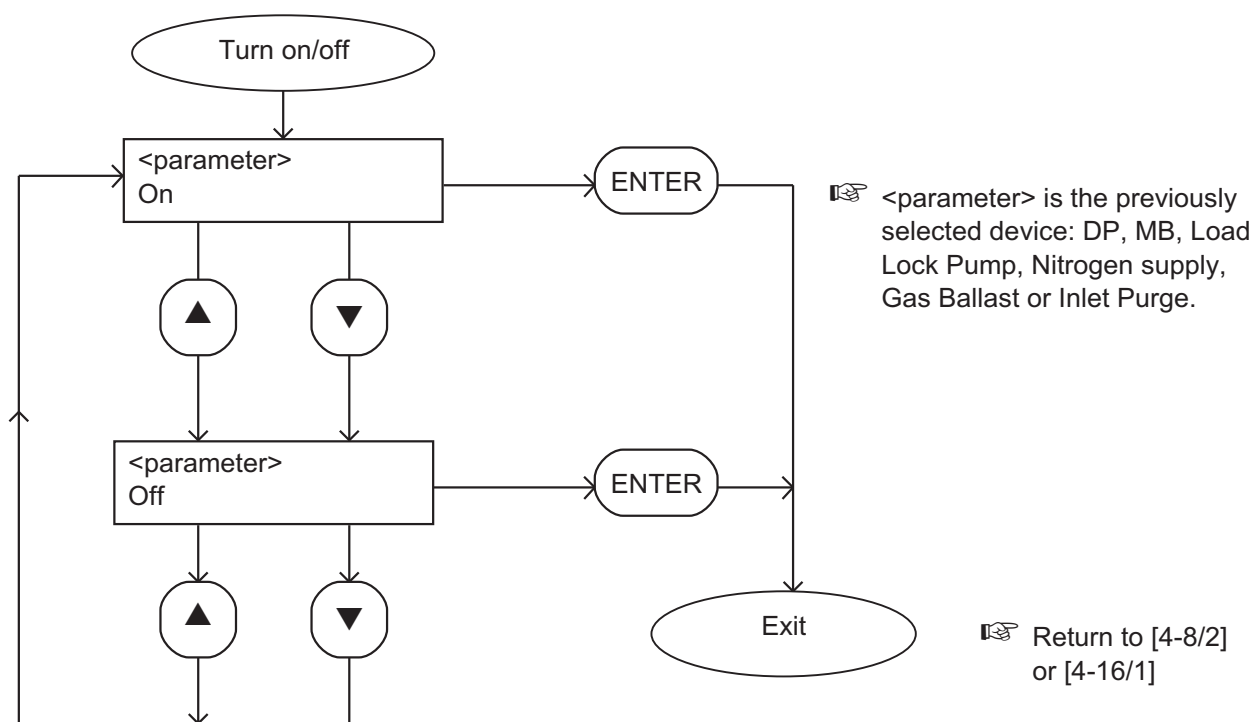 Turn on/off
<parameter>
On
ENTER
☞ <parameter> is the previously
selected device: DP, MB, Load
Lock Pump, Nitrogen supply,
Gas Ballast or Inlet Purge.
▲
▼
<parameter>
Off
ENTER
▲
▼
Exit
☞ Return to [4-8/2]
or [4-16/1]